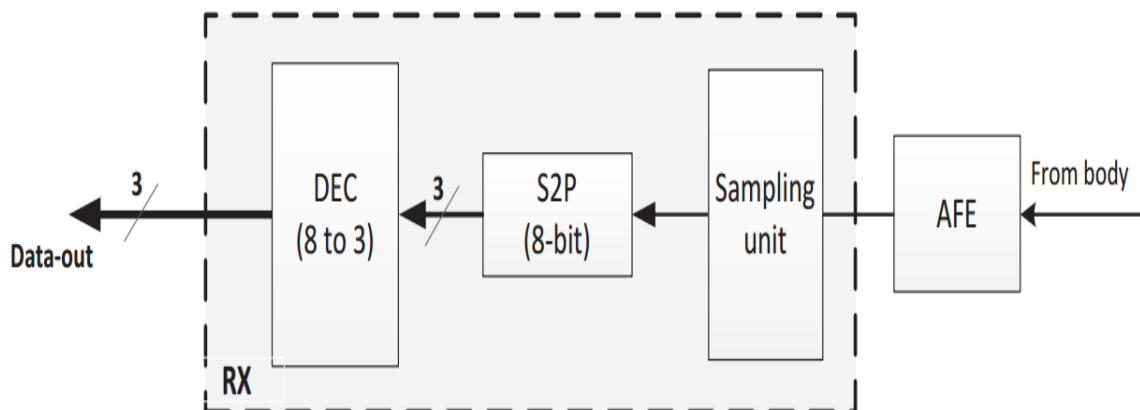 3
Data-out
DEC
(8 to 3)
3
S2P
(8-bit)
Sampling
unit
AFE
From body
RX